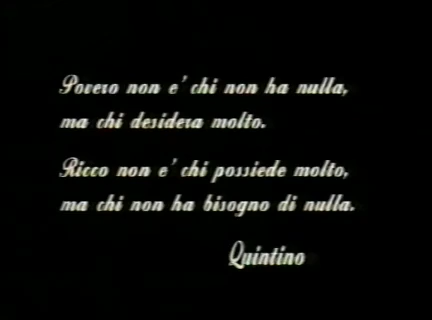 Povero non e' chi non ha nulla,
ma chi desidera molto.
Ricco non e' chi possiede molto,
ma chi non ha bisogno di nulla.
Quintino